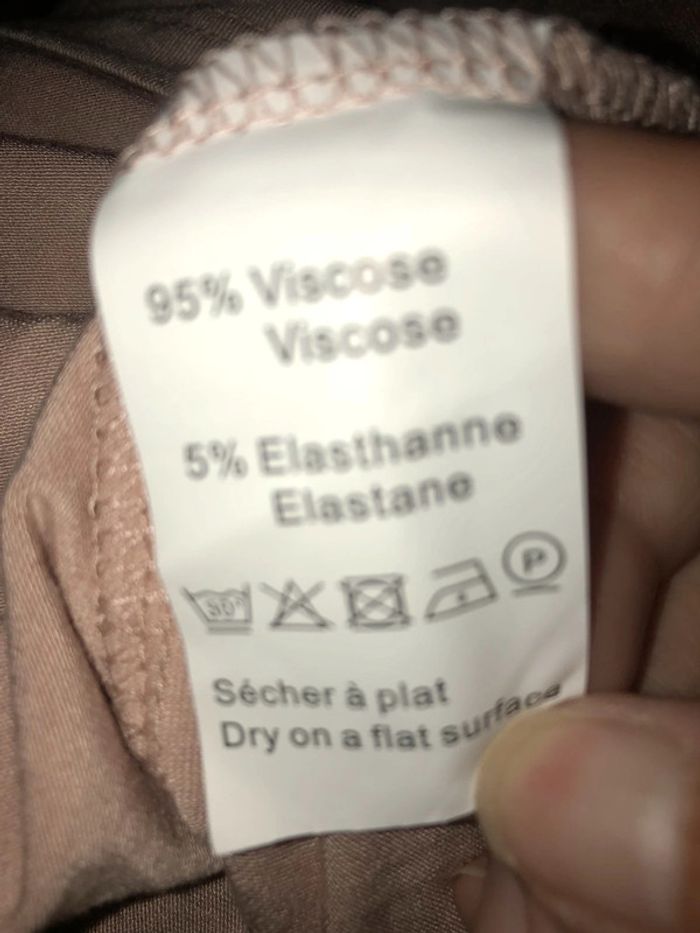 95% Viscose
Viscose
5% Elasthanne
Elastane
30° P
Sécher à plat
Dry on a flat surface